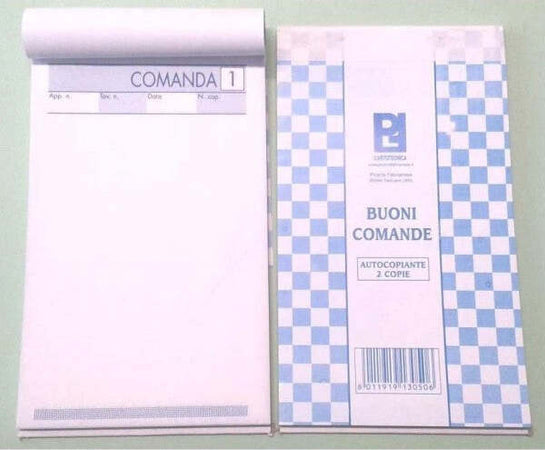 COMANDA 1
App. n. Tav. n. Data N. cop.
BUONI
COMANDE
AUTOCOPIANTE
2 COPIE
8 011919 130506